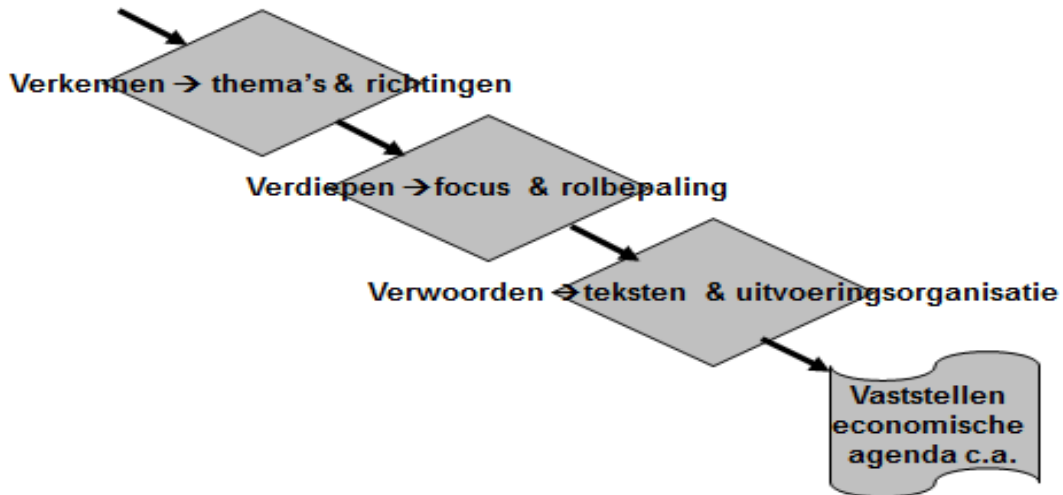 Verkennen → thema's & richtingen
Verdiepen → focus & rolbepaling
Verwoorden → teksten & uitvoeringsorganisatie
Vaststellen
economische
agenda c.a.